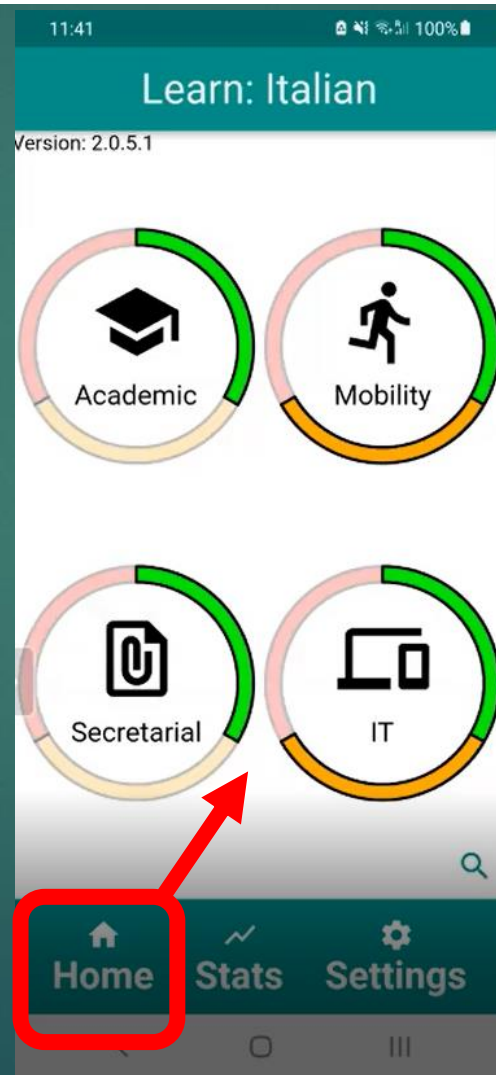 11:41 100%
Learn: Italian
Version: 2.0.5.1
Academic Mobility
Secretarial IT
Home Stats Settings